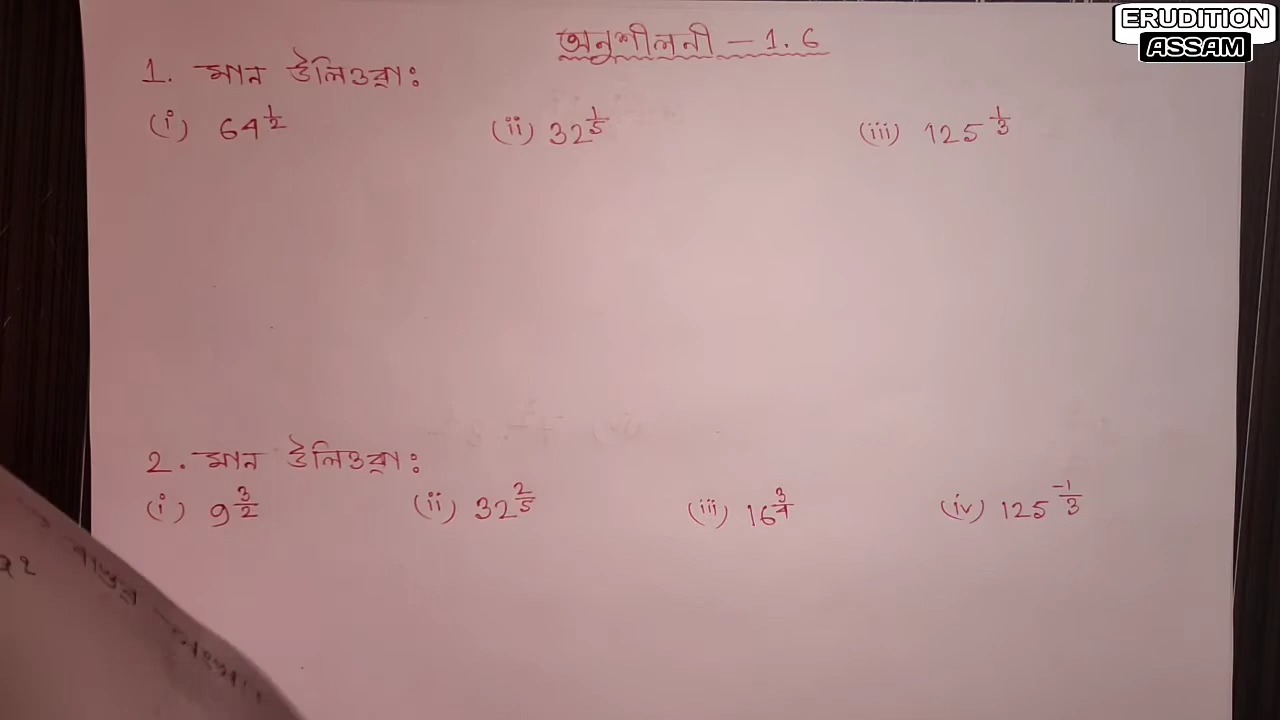 ERUDITION
ASSAM
অনুশীলনী – 1.6
1. মান উলিওৱা:
(i) 64^{1/2} (ii) 32^{1/5} (iii) 125^{1/3}
2. মান উলিওৱা:
(i) 9^{3/2} (ii) 32^{2/5} (iii) 16^{3/4} (iv) 125^{-1/3}